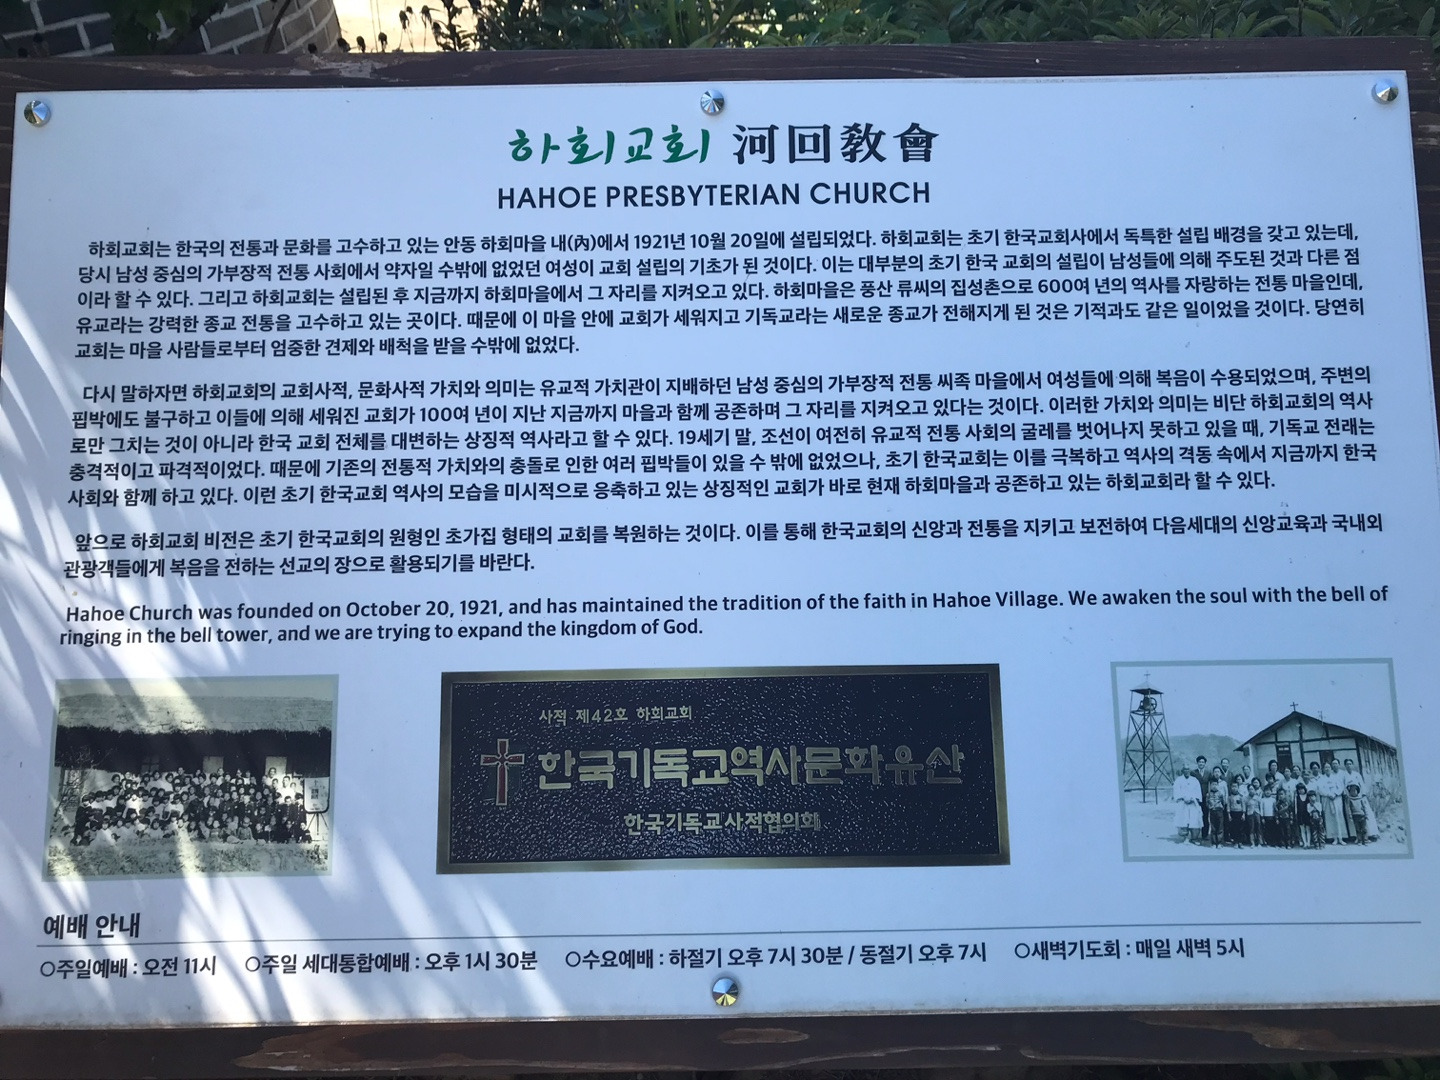 하회교회 河回敎會
HAHOE PRESBYTERIAN CHURCH
하회교회는 한국의 전통과 문화를 고수하고 있는 안동 하회마을 내(內)에서 1921년 10월 20일에 설립되었다. 하회교회는 초기 한국교회사에서 독특한 설립 배경을 갖고 있는데,
당시 남성 중심의 가부장적 전통 사회에서 약자일 수밖에 없었던 여성이 교회 설립의 기초가 된 것이다. 이는 대부분의 초기 한국 교회의 설립이 남성들에 의해 주도된 것과 다른 점
이라 할 수 있다. 그리고 하회교회는 설립된 후 지금까지 하회마을에서 그 자리를 지켜오고 있다. 하회마을은 풍산 류씨의 집성촌으로 600여 년의 역사를 자랑하는 전통 마을인데,
유교라는 강력한 종교 전통을 고수하고 있는 곳이다. 때문에 이 마을 안에 교회가 세워지고 기독교라는 새로운 종교가 전해지게 된 것은 기적과도 같은 일이었을 것이다. 당연히
교회는 마을 사람들로부터 엄중한 견제와 배척을 받을 수밖에 없었다.
다시 말하자면 하회교회의 교회사적, 문화사적 가치와 의미는 유교적 가치관이 지배하던 남성 중심의 가부장적 전통 씨족 마을에서 여성들에 의해 복음이 수용되었으며, 주변의
핍박에도 불구하고 이들에 의해 세워진 교회가 100여 년이 지난 지금까지 마을과 함께 공존하며 그 자리를 지켜오고 있다는 것이다. 이러한 가치와 의미는 비단 하회교회의 역사
로만 그치는 것이 아니라 한국 교회 전체를 대변하는 상징적 역사라고 할 수 있다. 19세기 말, 조선이 여전히 유교적 전통 사회의 굴레를 벗어나지 못하고 있을 때, 기독교 전래는
충격적이고 파격적이었다. 때문에 기존의 전통적 가치와의 충돌로 인한 여러 핍박들이 있을 수 밖에 없었으나, 초기 한국교회는 이를 극복하고 역사의 격동 속에서 지금까지 한국
사회와 함께 하고 있다. 이런 초기 한국교회 역사의 모습을 미시적으로 응축하고 있는 상징적인 교회가 바로 현재 하회마을과 공존하고 있는 하회교회라 할 수 있다.
앞으로 하회교회 비전은 초기 한국교회의 원형인 초가집 형태의 교회를 복원하는 것이다. 이를 통해 한국교회의 신앙과 전통을 지키고 보전하여 다음세대의 신앙교육과 국내외
관광객들에게 복음을 전하는 선교의 장으로 활용되기를 바란다.
Hahoe Church was founded on October 20, 1921, and has maintained the tradition of the faith in Hahoe Village. We awaken the soul with the bell of
ringing in the bell tower, and we are trying to expand the kingdom of God.
사적 제42호 하회교회
한국기독교역사문화유산
한국기독교사적협의회
예배 안내
○주일예배 : 오전 11시 ○주일 세대통합예배 : 오후 1시 30분 ○수요예배 : 하절기 오후 7시 30분 / 동절기 오후 7시 ○새벽기도회 : 매일 새벽 5시